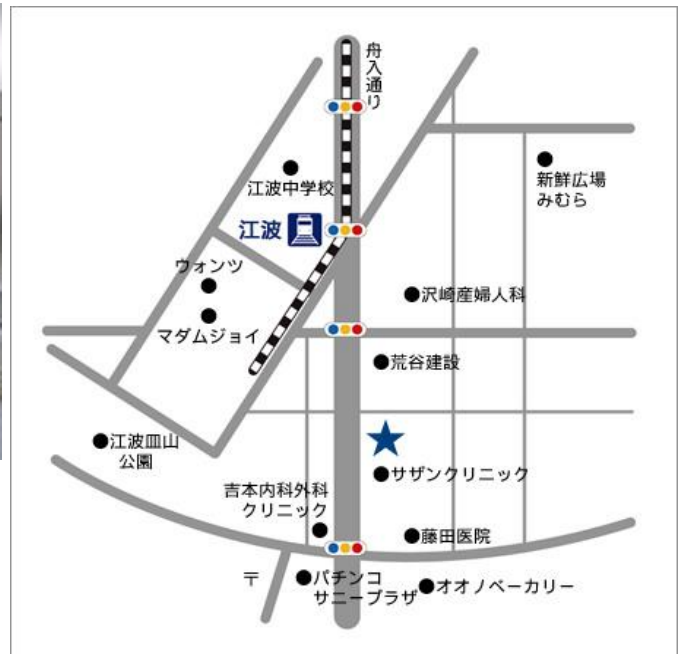 舟入通り
江波中学校
新鮮広場
みむら
江波
ウォンツ
沢崎産婦人科
マダムジョイ
荒谷建設
江波皿山
公園
サザンクリニック
吉本内科外科
クリニック
藤田医院
〒
パチンコ
サニープラザ
オオノベーカリー